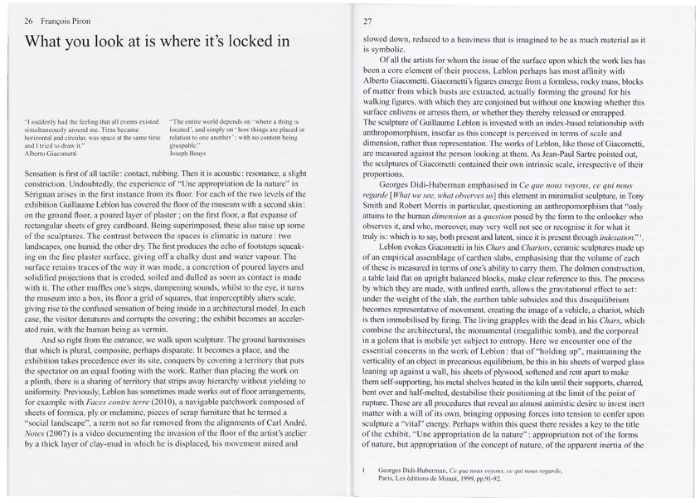 26 François Piron
What you look at is where it's locked in
"I suddenly had the feeling that all events existed
simultaneously around me. Time became
horizontal and circular, was space at the same time
and I tried to draw it."
Alberto Giacometti
"The entire world depends on 'where a thing is
located', and simply on 'how things are placed in
relation to one another'; with no content being
graspable."
Joseph Beuys
Sensation is first of all tactile: contact, rubbing. Then it is acoustic: resonance, a slight
constriction. Undoubtedly, the experience of "Une appropriation de la nature" in
Sérignan arises in the first instance from its floor. For each of the two levels of the
exhibition Guillaume Leblon has covered the floor of the museum with a second skin:
on the ground floor, a poured layer of plaster; on the first floor, a flat expanse of
rectangular sheets of grey cardboard. Being superimposed, these also raise up some
of the sculptures. The contrast between the spaces is climatic in nature: two
landscapes, one humid, the other dry. The first produces the echo of footsteps squeak-
ing on the fine plaster surface, giving off a chalky dust and water vapour. The
surface retains traces of the way it was made, a concretion of poured layers and
solidified projections that is eroded, soiled and dulled as soon as contact is made
with it. The other muffles one's steps, dampening sounds, whilst to the eye, it turns
the museum into a box, its floor a grid of squares, that imperceptibly alters scale,
giving rise to the confused sensation of being inside an architectural model. In each
case, the visitor denatures and corrupts the covering; the exhibit becomes an acceler-
ated ruin, with the human being as vermin.
And so right from the entrance, we walk upon sculpture. The ground harmonises
that which is plural, composite, perhaps disparate. It becomes a place, and the
exhibition takes precedence over its site, conquers by covering a territory that puts
the spectator on an equal footing with the work. Rather than placing the work on
a plinth, there is a sharing of territory that strips away hierarchy without yielding to
uniformity. Previously, Leblon has sometimes made works out of floor arrangements,
for example with Faces contre terre (2010), a navigable patchwork composed of
sheets of formica, ply or melamine, pieces of scrap furniture that he termed a
"social landscape", a term not so far removed from the alignments of Carl André.
Notes (2007) is a video documenting the invasion of the floor of the artist's atelier
by a thick layer of clay-mud in which he is displaced, his movement mired and
27
slowed down, reduced to a heaviness that is imagined to be as much material as it
is symbolic.
Of all the artists for whom the issue of the surface upon which the work lies has
been a core element of their process, Leblon perhaps has most affinity with
Alberto Giacometti. Giacometti's figures emerge from a formless, rocky mass, blocks
of matter from which busts are extracted, actually forming the ground for his
walking figures, with which they are conjoined but without one knowing whether this
surface enlivens or arrests them, or whether they thereby released or entrapped.
The sculpture of Guillaume Leblon is invested with an index-based relationship with
anthropomorphism, insofar as this concept is perceived in terms of scale and
dimension, rather than representation. The works of Leblon, like those of Giacometti,
are measured against the person looking at them. As Jean-Paul Sartre pointed out,
the sculptures of Giacometti contained their own intrinsic scale, irrespective of their
proportions.
Georges Didi-Huberman emphasised in Ce que nous voyons, ce qui nous
regarde [What we see, what observes us] this element in minimalist sculpture, in Tony
Smith and Robert Morris in particular, questioning an anthropomorphism that "only
attains to the human dimension as a question posed by the form to the onlooker who
observes it, and who, moreover, may very well not see or recognise it for what it
truly is: which is to say, both present and latent, since it is present through indexation."¹
Leblon evokes Giacometti in his Chars and Chariot, ceramic sculptures made up
of an empirical assemblage of earthen slabs, emphasising that the volume of each
of these is measured in terms of one's ability to carry them. The dolmen construction,
a table laid flat on upright balanced blocks, make clear reference to this. The process
by which they are made, with unfired earth, allows the gravitational effect to act:
under the weight of the slab, the earthen table subsides and this disequilibrium
becomes representative of movement, creating the image of a vehicle, a chariot, which
is then immobilised by firing. The living grapples with the dead in his Chars, which
combine the architectural, the monumental (megalithic tomb), and the corporeal
in a golem that is mobile yet subject to entropy. Here we encounter one of the
essential concerns in the work of Leblon: that of "holding up", maintaining the
verticality of an object in precarious equilibrium, be this in his sheets of warped glass
leaning up against a wall, his sheets of plywood, softened and rent apart to make
them self-supporting, his metal shelves heated in the kiln until their supports, charred,
bent over and half-melted, destabilise their positioning at the limit of the point of
rupture. These are all procedures that reveal an almost animistic desire to invest inert
matter with a will of its own, bringing opposing forces into tension to confer upon
sculpture a "vital" energy. Perhaps within this quest there resides a key to the title
of the exhibit, "Une appropriation de la nature": appropriation not of the forms
of nature, but appropriation of the concept of nature, of the apparent inertia of the
1 Georges Didi-Huberman, Ce que nous voyons, ce qui nous regarde,
Paris, Les éditions de Minuit, 1999, pp.91-92.